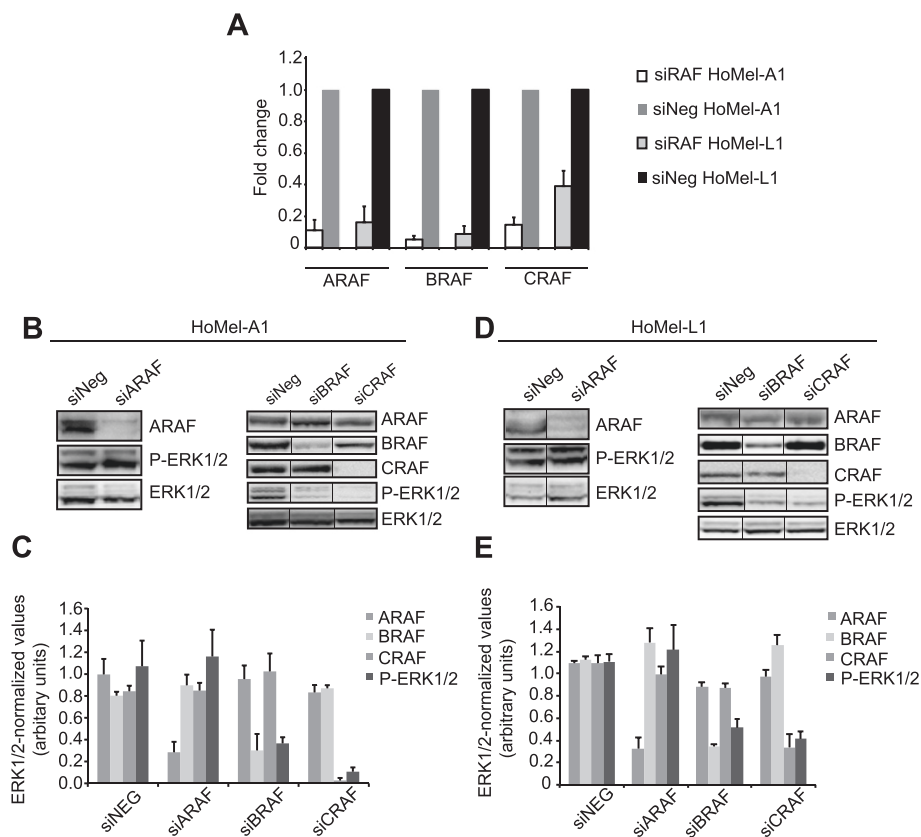 A
Fold change
1.2
1.0
0.8
0.6
0.4
0.2
0
ARAF BRAF CRAF
siRAF HoMel-A1
siNeg HoMel-A1
siRAF HoMel-L1
siNeg HoMel-L1
B HoMel-A1
siNeg siARAF
ARAF
P-ERK1/2
ERK1/2
siNeg siBRAF siCRAF
ARAF
BRAF
CRAF
P-ERK1/2
ERK1/2
D HoMel-L1
siNeg siARAF
ARAF
P-ERK1/2
ERK1/2
siNeg siBRAF siCRAF
ARAF
BRAF
CRAF
P-ERK1/2
ERK1/2
C
ERK1/2-normalized values
(arbitary units)
1.6
1.4
1.2
1.0
0.8
0.6
0.4
0.2
0.0
siNEG siARAF siBRAF siCRAF
ARAF
BRAF
CRAF
P-ERK1/2
E
ERK1/2-normalized values
(arbitrary units)
1.6
1.4
1.2
1.0
0.8
0.6
0.4
0.2
0.0
siNEG siARAF siBRAF siCRAF
ARAF
BRAF
CRAF
P-ERK1/2